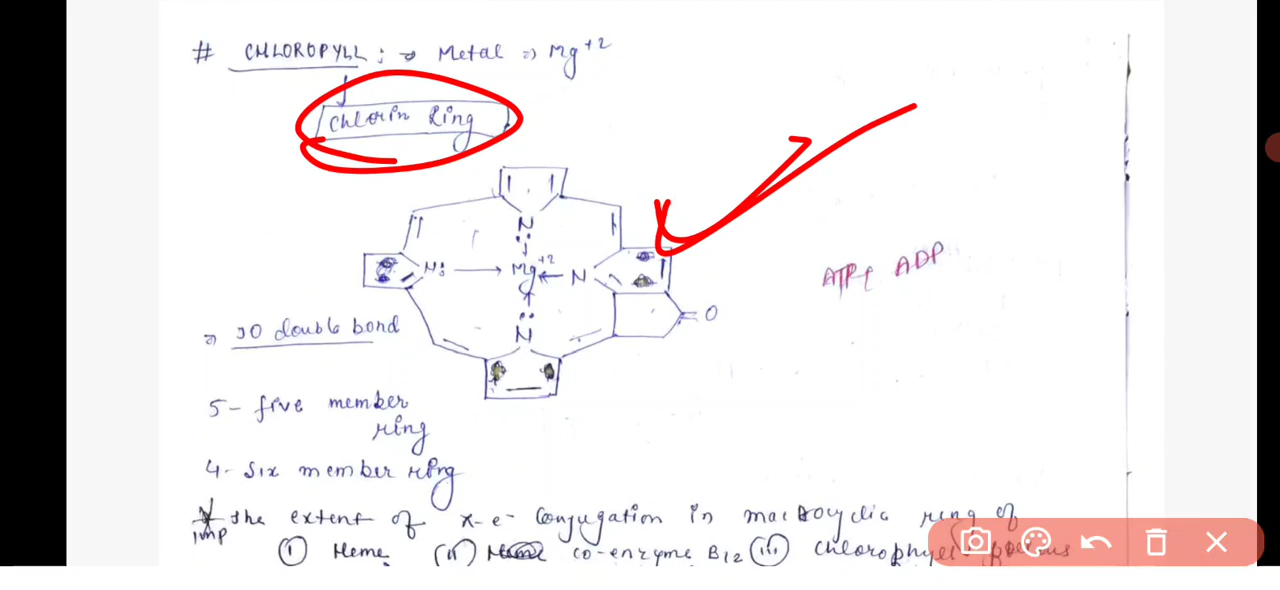 # CHLOROPYLL : → Metal ⇒ Mg+2
Chlorin Ring
N
N: Mg+2 N
N
O
ATP ADP
⇒ 10 double bond
5 - five member
ring
4 - Six member ring
* the extent of x-e- Conjugation in macrocyclic ring of
imp
(i) Heme (ii) co-enzyme B12 (iii) chlorophyll